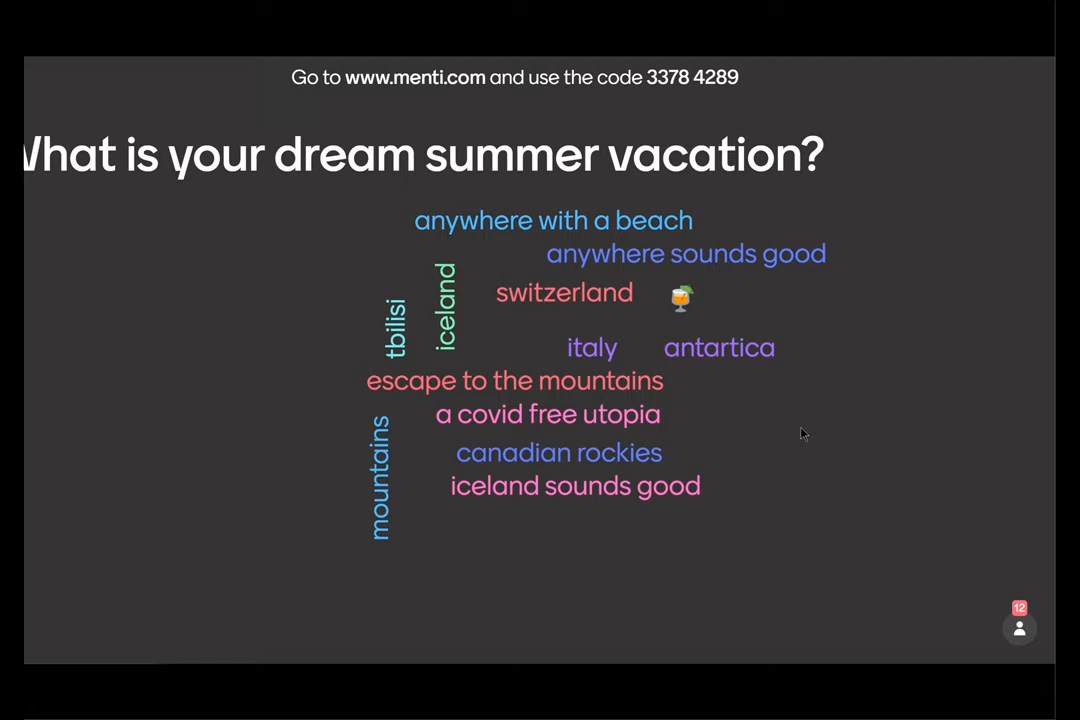 Go to www.menti.com and use the code 3378 4289
What is your dream summer vacation?
anywhere with a beach
anywhere sounds good
iceland
switzerland
tbilisi
italy
antartica
escape to the mountains
a covid free utopia
mountains
canadian rockies
iceland sounds good
12